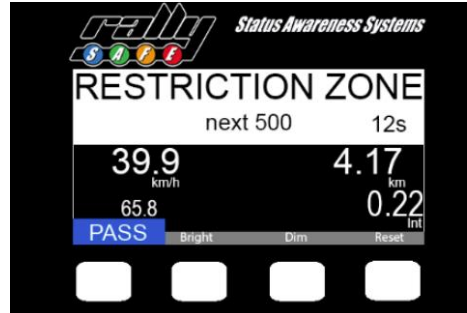 rally
Status Awareness Systems
SAFE
RESTRICTION ZONE
next 500 12s
39.9 km/h 4.17 km
65.8 0.22 Int
PASS Bright Dim Reset